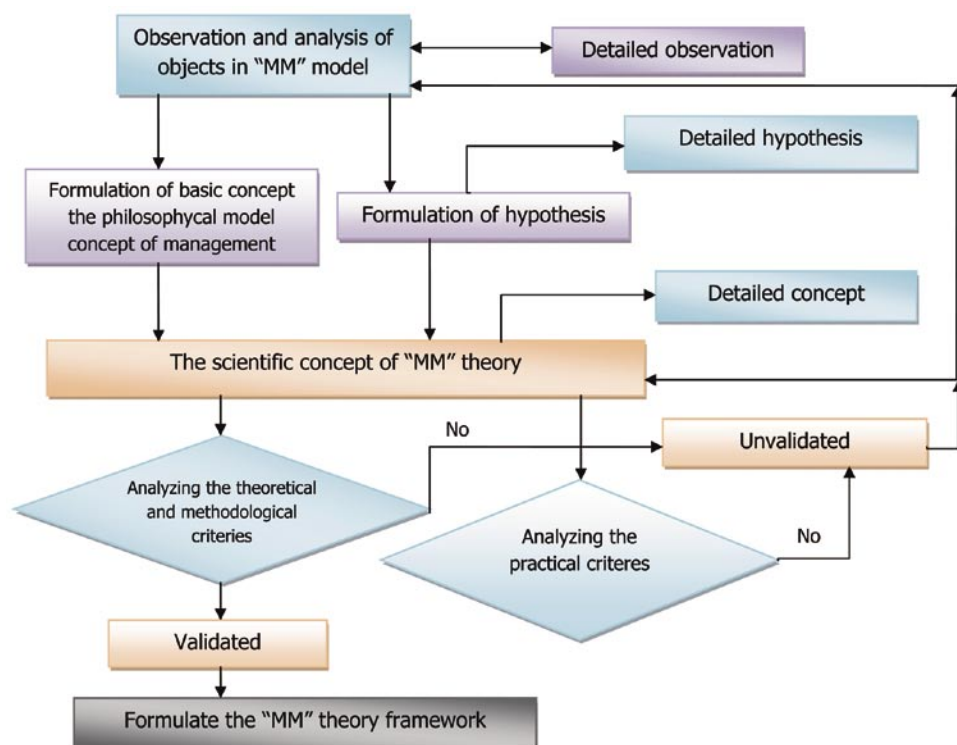 Observation and analysis of
objects in “MM” model
Detailed observation
Detailed hypothesis
Formulation of basic concept
the philosophycal model
concept of management
Formulation of hypothesis
Detailed concept
The scientific concept of “MM” theory
No
Unvalidated
Analyzing the theoretical
and methodological
criteries
Analyzing the
practical criteres
No
Validated
Formulate the “MM” theory framework